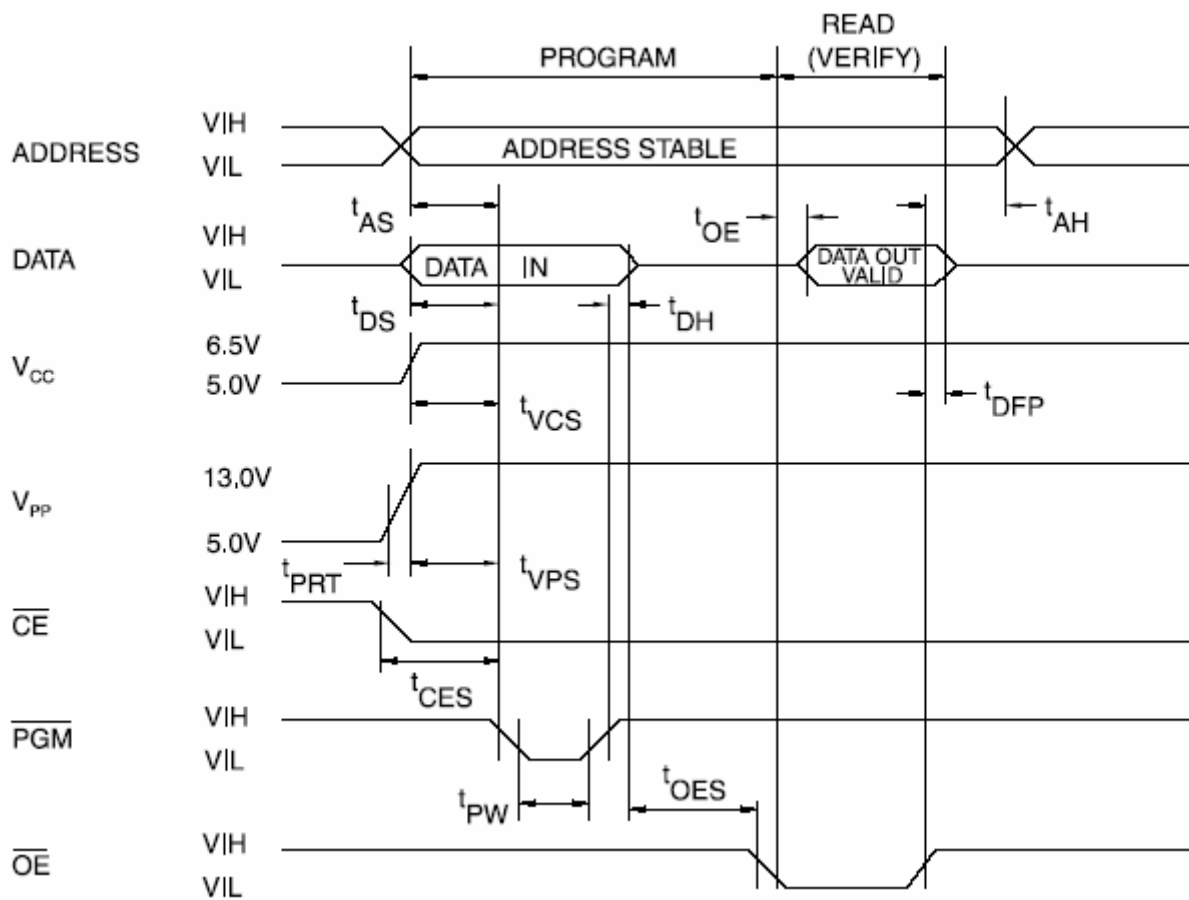 READ
PROGRAM (VERIFY)
VIH
ADDRESS ADDRESS STABLE
VIL
tAS tOE tAH
VIH
DATA DATA IN DATA OUT VALID
VIL
tDS tDH
6.5V
VCC
5.0V
tVCS tDFP
13.0V
VPP
5.0V
tPRT tVPS
VIH
CE
VIL
tCES
VIH
PGM
VIL
tPW tOES
VIH
OE
VIL